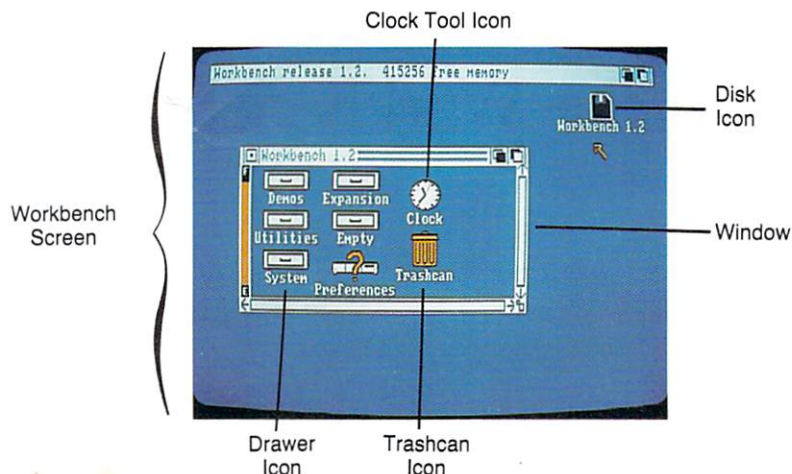 Clock Tool Icon
Workbench release 1.2. 415256 free memory
Disk
Icon
Workbench 1.2
Workbench 1.2
Demos Expansion
Clock
Workbench
Screen
Window
Utilities Empty
System
Preferences
Trashcan
F
E
Drawer
Icon
Trashcan
Icon